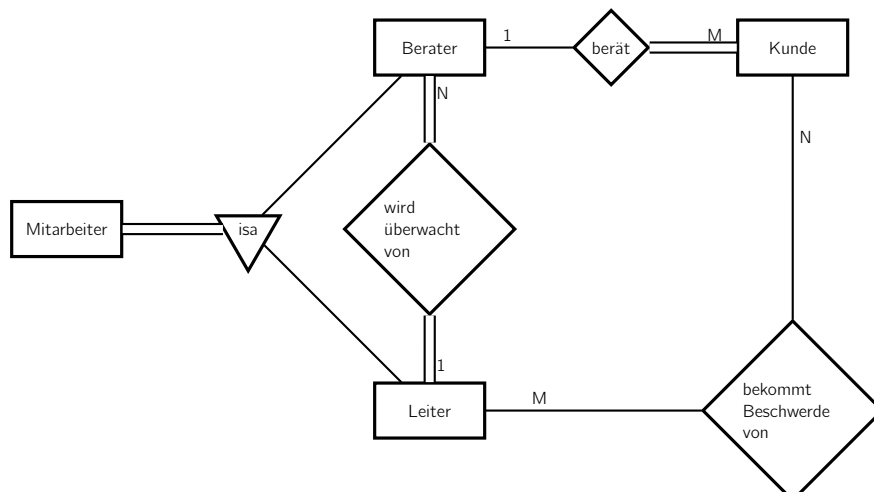 Berater
1
berät
M
Kunde
N
N
wird
überwacht
von
Mitarbeiter
isa
1
Leiter
M
bekommt
Beschwerde
von